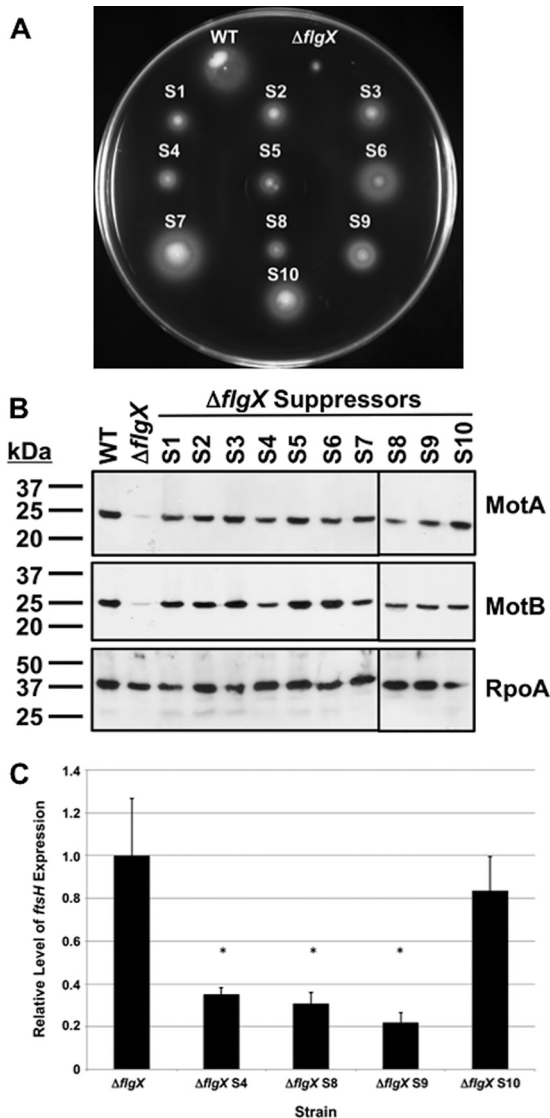 A
WT ΔflgX
S1 S2 S3
S4 S5 S6
S7 S8 S9
S10
B
ΔflgX Suppressors
kDa WT ΔflgX S1 S2 S3 S4 S5 S6 S7 S8 S9 S10
37
25 MotA
20
37
25 MotB
20
50
37 RpoA
25
C
Relative Level of ftsH Expression
1.4
1.2
1.0
0.8
0.6
* * *
0.4
0.2
0
ΔflgX ΔflgX S4 ΔflgX S8 ΔflgX S9 ΔflgX S10
Strain